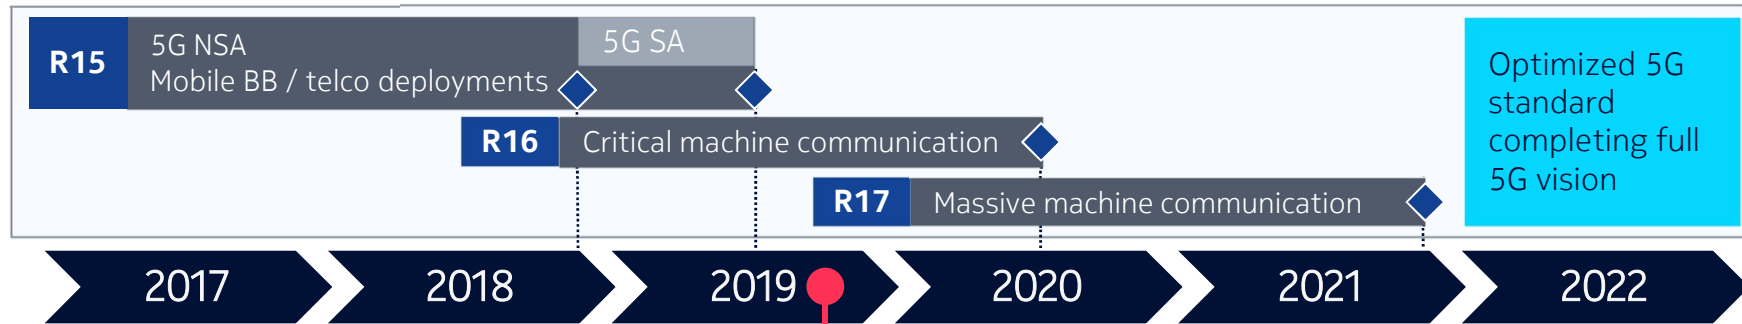 R15
5G NSA
Mobile BB / telco deployments
5G SA
R16
Critical machine communication
R17
Massive machine communication
Optimized 5G
standard
completing full
5G vision
2017
2018
2019
2020
2021
2022